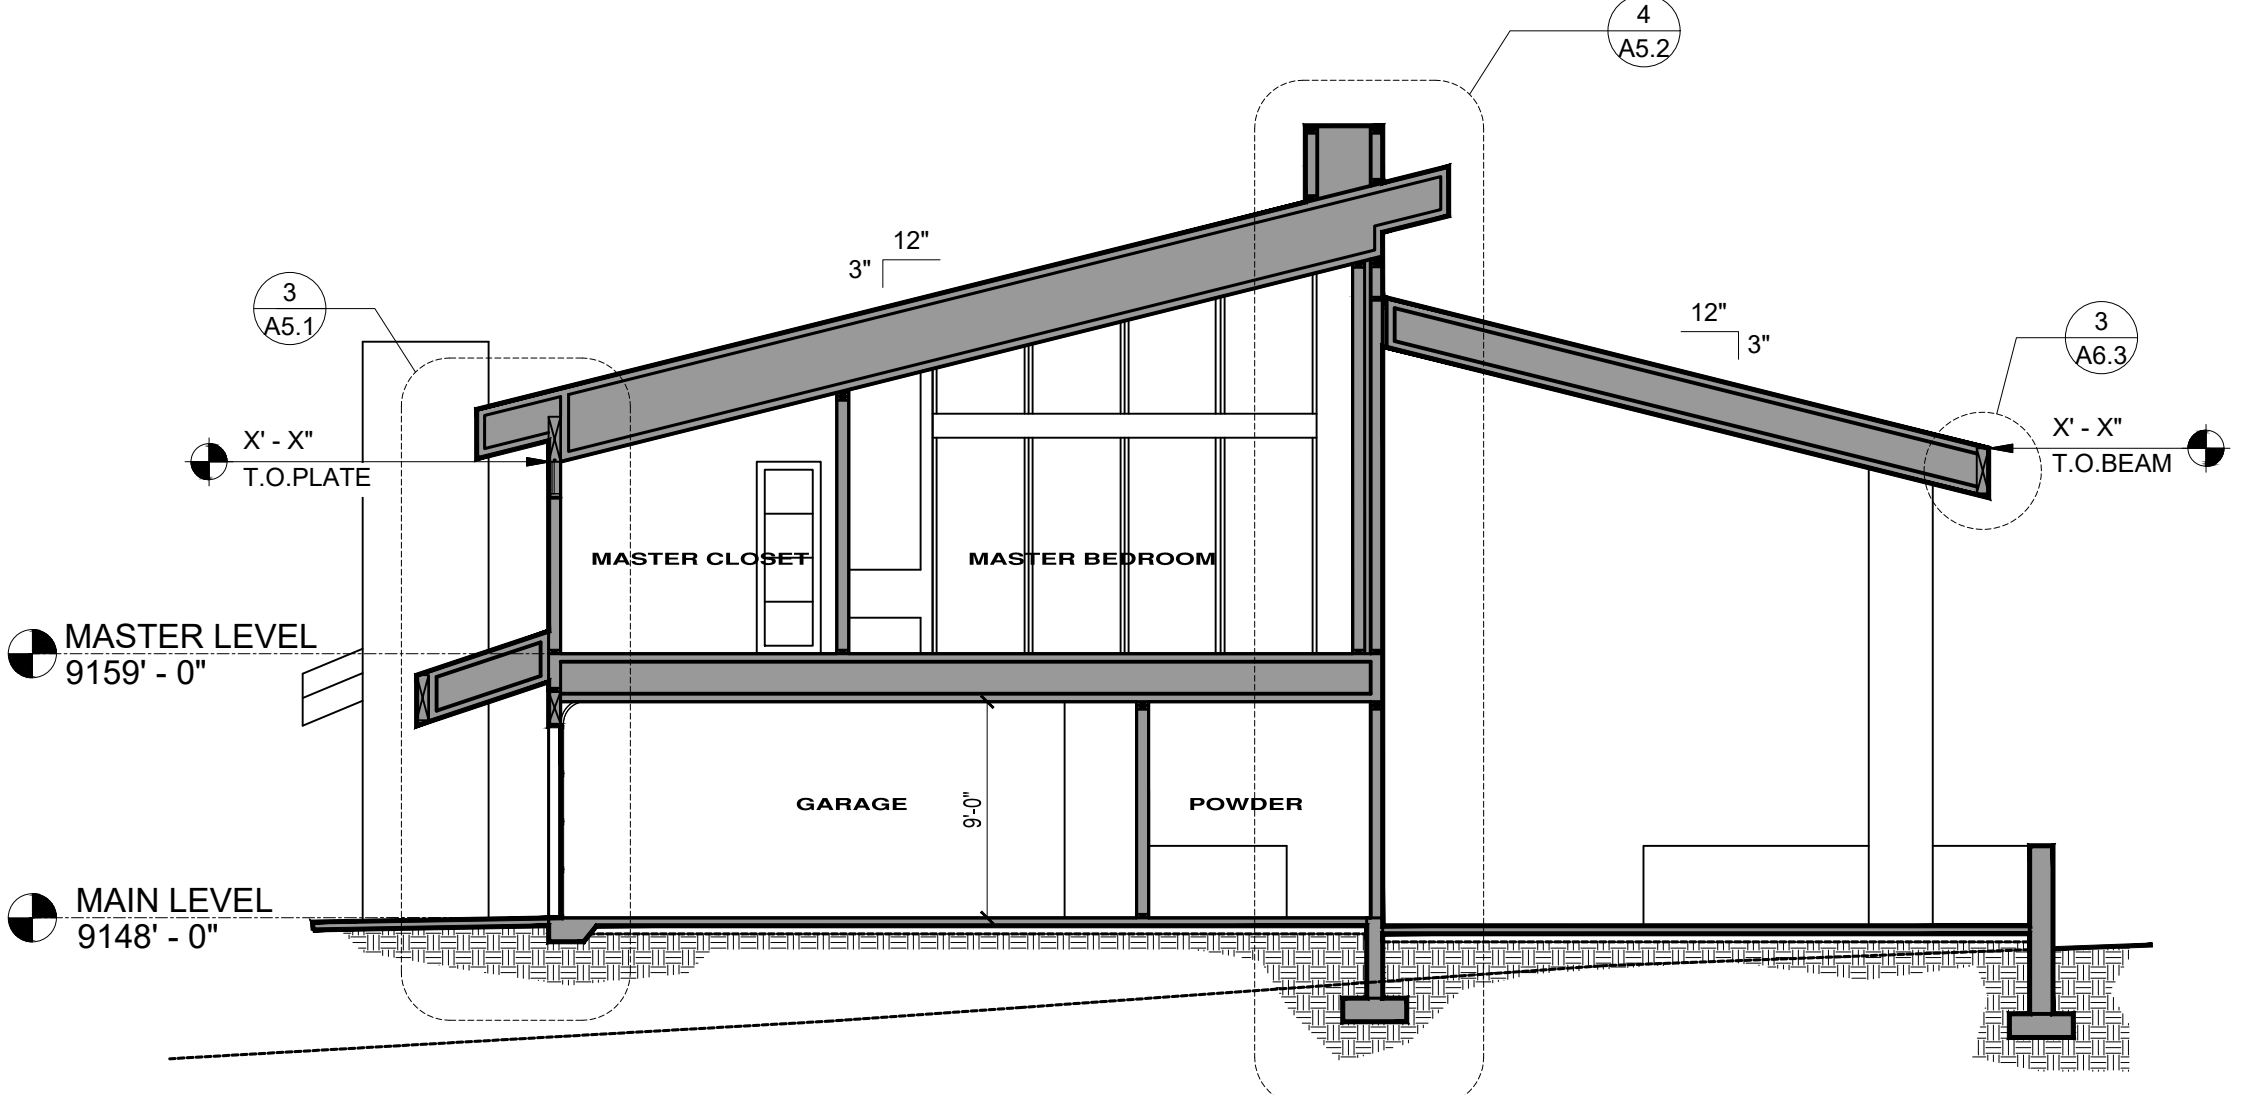 4
A5.2
12"
3"
3
A5.1
12"
3"
3
A6.3
X' - X"
T.O.PLATE
X' - X"
T.O.BEAM
MASTER CLOSET
MASTER BEDROOM
MASTER LEVEL
9159' - 0"
GARAGE
9'-0"
POWDER
MAIN LEVEL
9148' - 0"